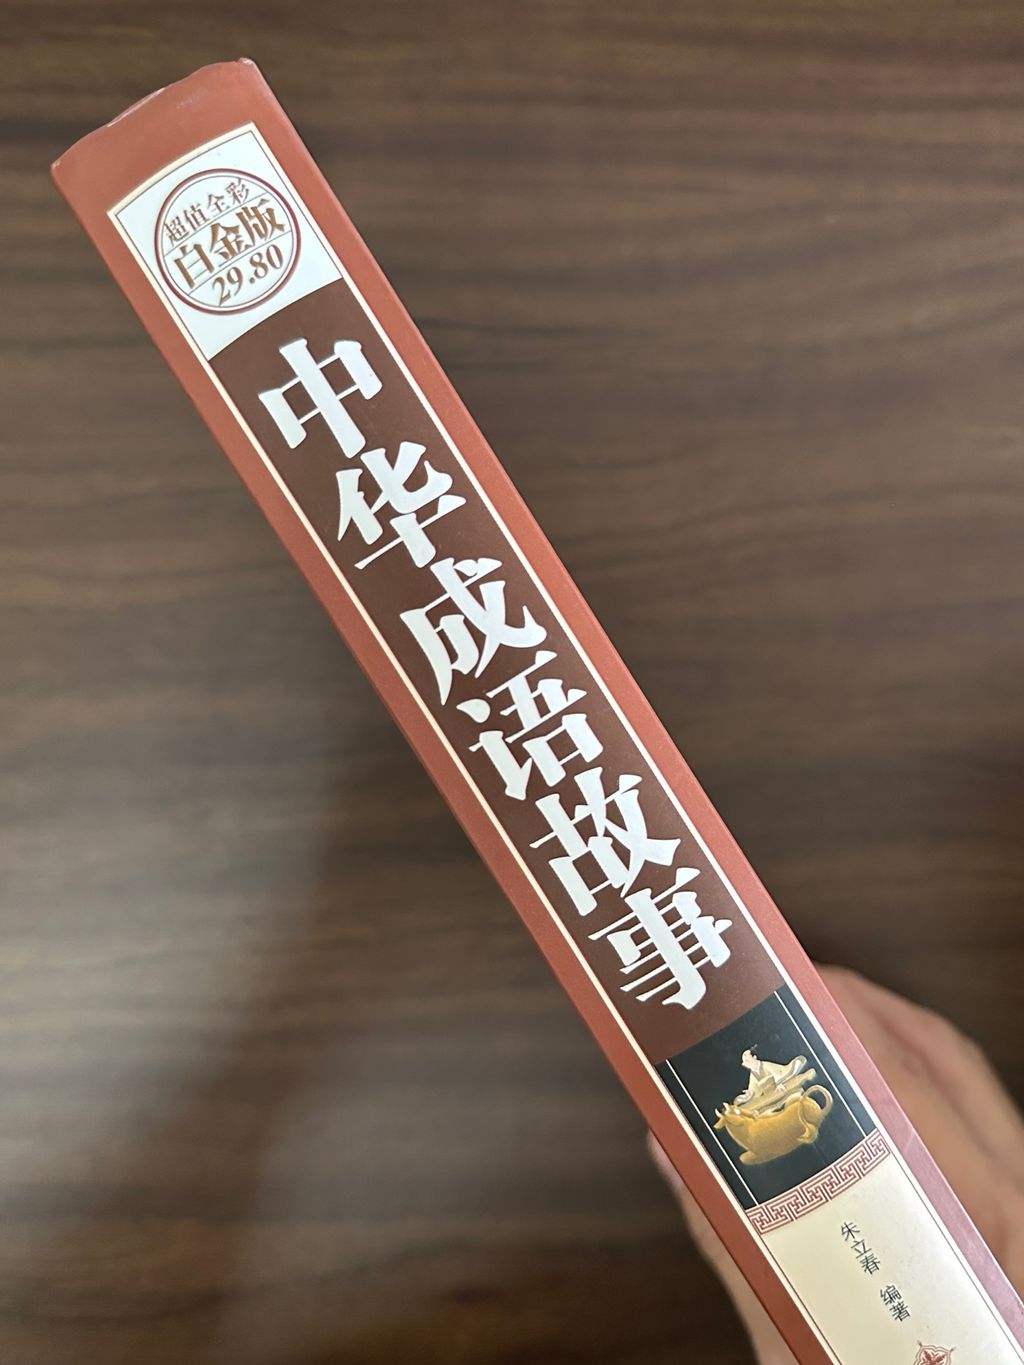 超值全彩
白金版
29.80
中华成语故事
朱立春 编著